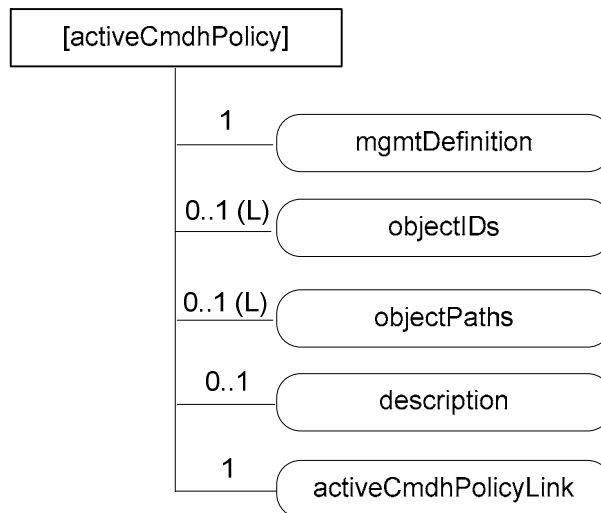 [activeCmdhPolicy]
1
mgmtDefinition
0..1 (L)
objectIDs
0..1 (L)
objectPaths
0..1
description
1
activeCmdhPolicyLink